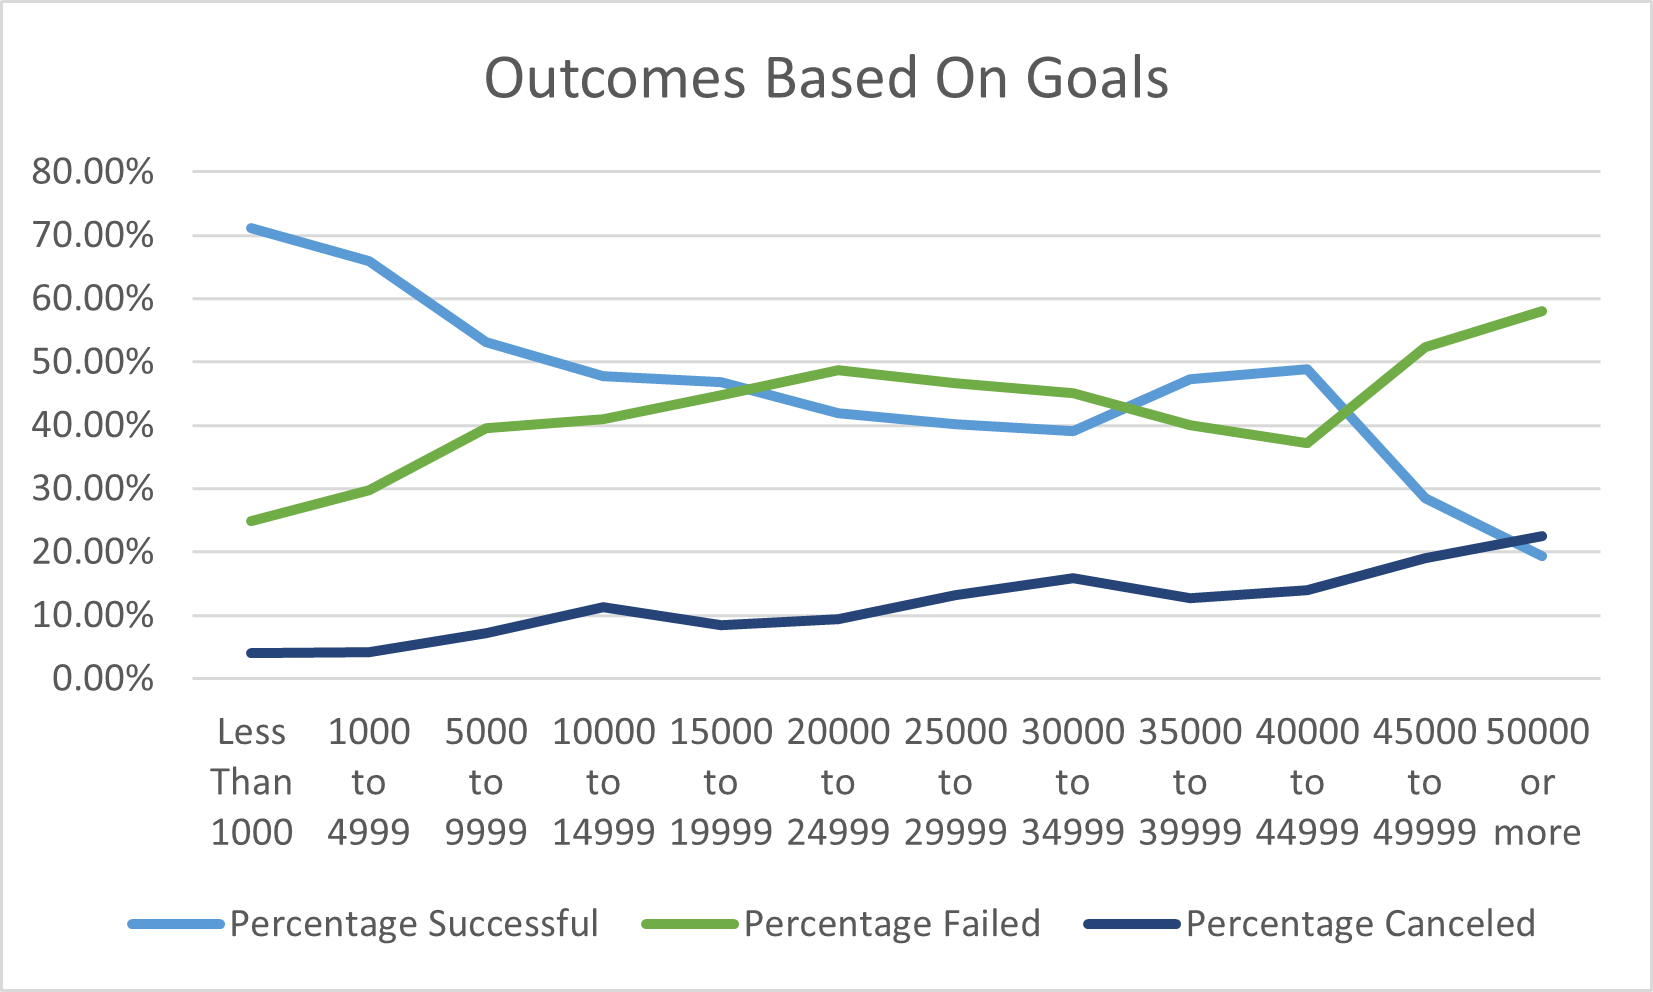 Outcomes Based On Goals
80.00%
70.00%
60.00%
50.00%
40.00%
30.00%
20.00%
10.00%
0.00%
Less Than 1000
1000 to 4999
5000 to 9999
10000 to 14999
15000 to 19999
20000 to 24999
25000 to 29999
30000 to 34999
35000 to 39999
40000 to 44999
45000 to 49999
50000 or more
Percentage Successful
Percentage Failed
Percentage Canceled